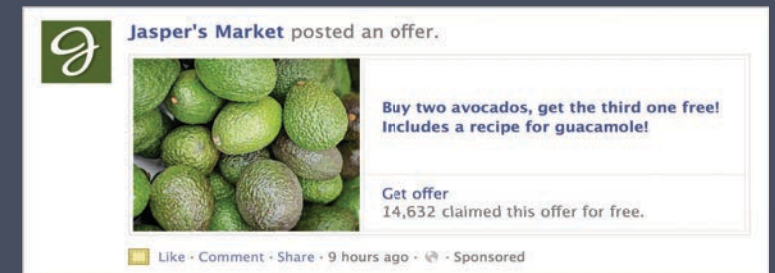 Jasper's Market posted an offer.
Buy two avocados, get the third one free!
Includes a recipe for guacamole!
Get offer
14,632 claimed this offer for free.
Like · Comment · Share · 9 hours ago · · Sponsored